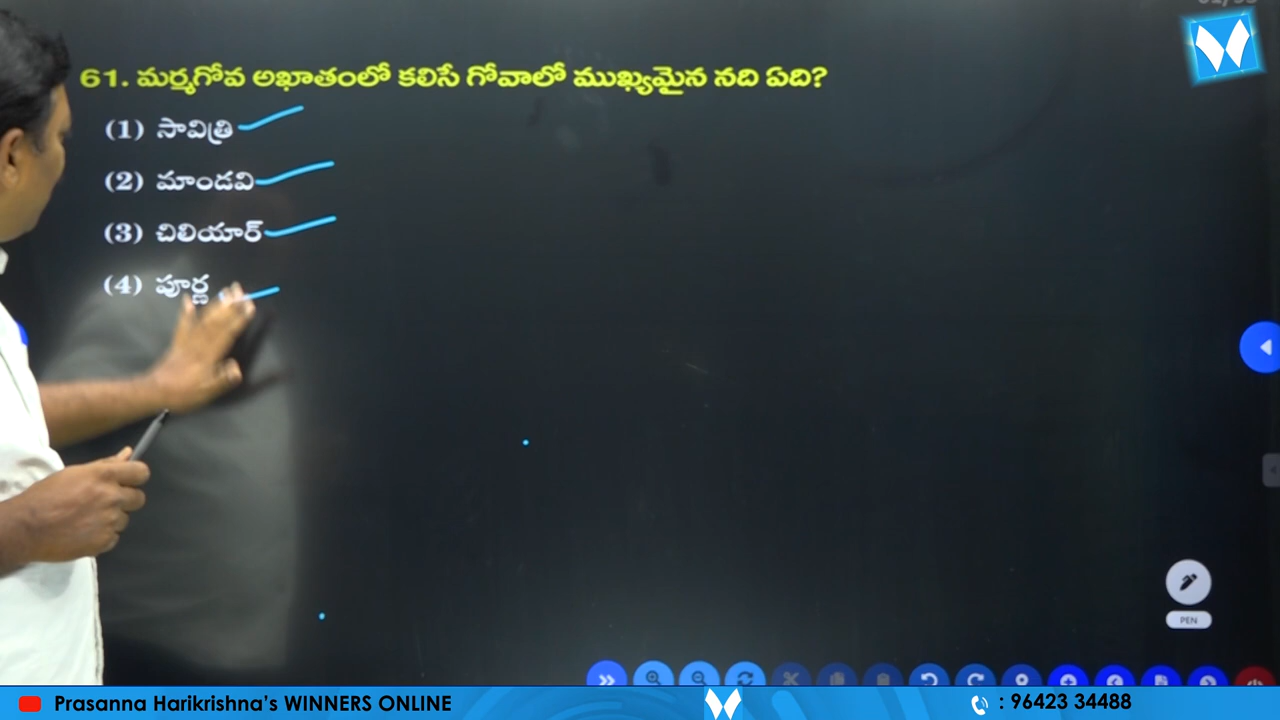 61. మర్మగోవ అఖాతంలో కలిసే గోవాలో ముఖ్యమైన నది ఏది?
(1) సావిత్రి
(2) మాండవి
(3) చిలియార్
(4) పూర్ణ
PEN
Prasanna Harikrishna's WINNERS ONLINE
: 96423 34488